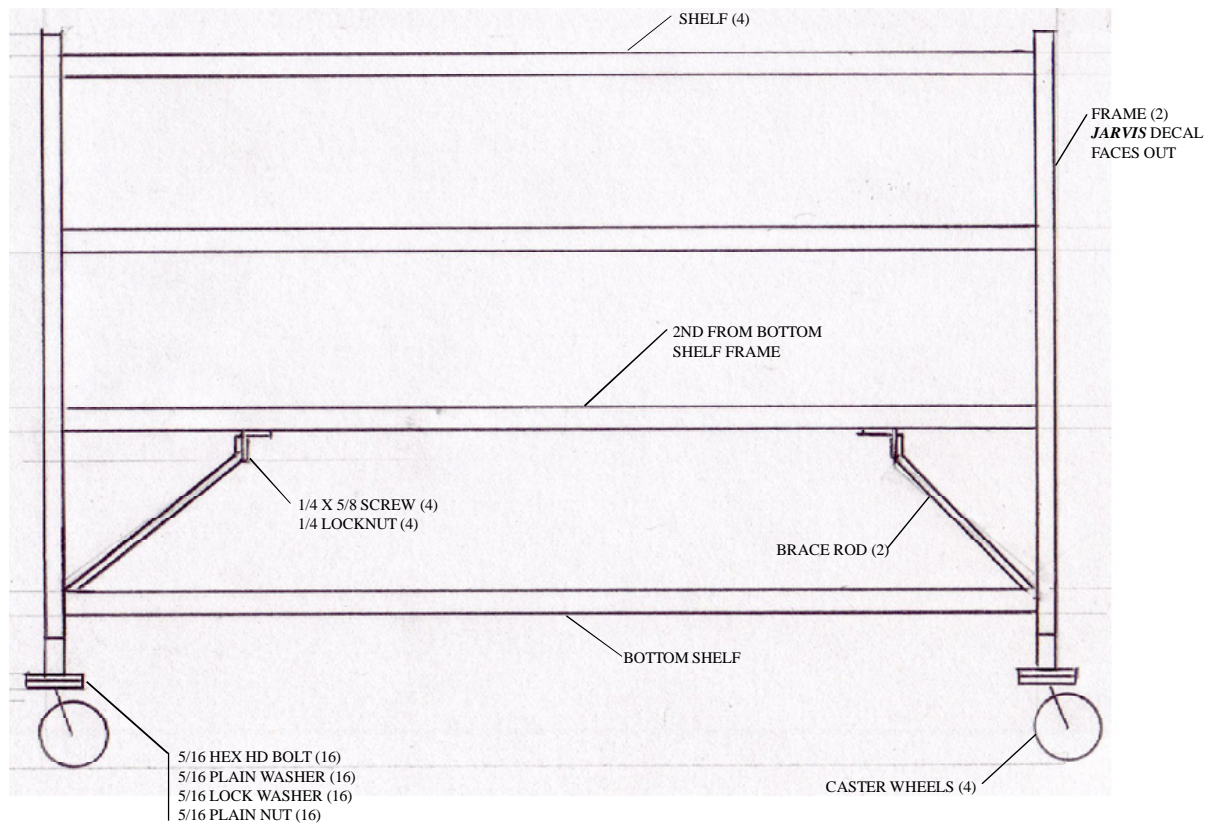 SHELF (4)
FRAME (2)
JARVIS DECAL
FACES OUT
2ND FROM BOTTOM
SHELF FRAME
1/4 X 5/8 SCREW (4)
1/4 LOCKNUT (4)
BRACE ROD (2)
BOTTOM SHELF
5/16 HEX HD BOLT (16)
5/16 PLAIN WASHER (16)
5/16 LOCK WASHER (16)
5/16 PLAIN NUT (16)
CASTER WHEELS (4)